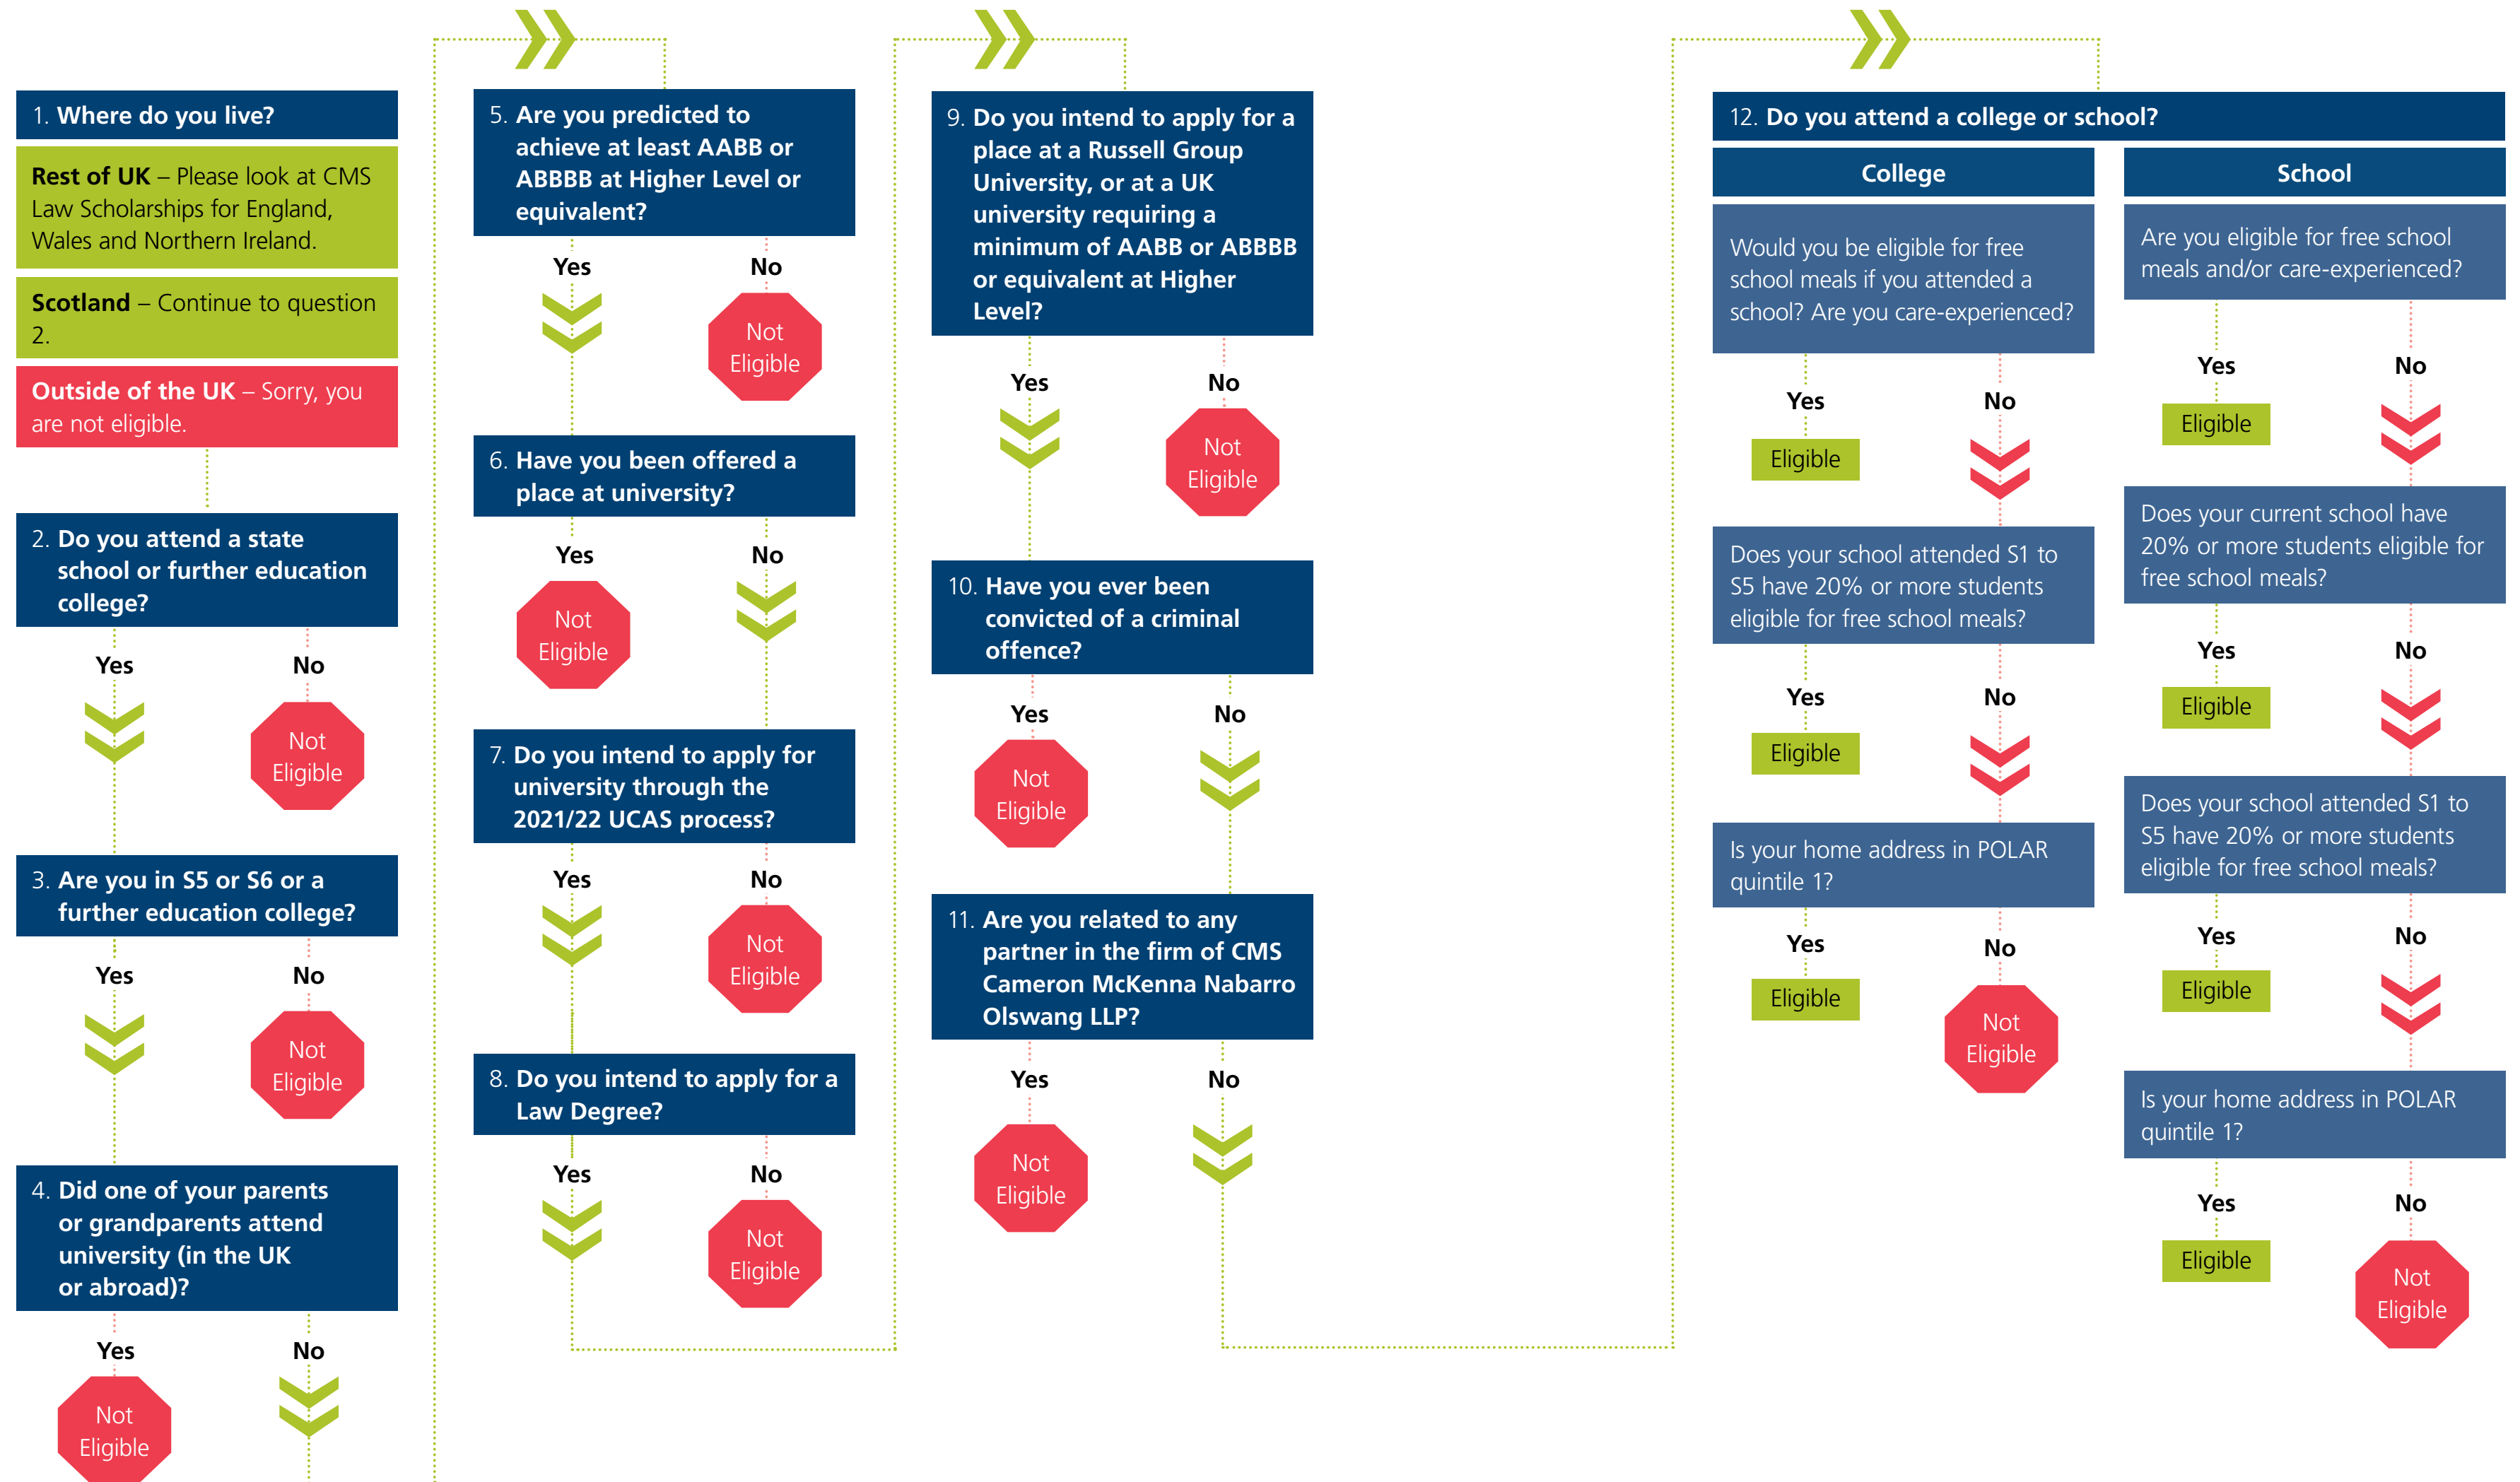 1. Where do you live?
Rest of UK – Please look at CMS
Law Scholarships for England,
Wales and Northern Ireland.
Scotland – Continue to question
2.
Outside of the UK – Sorry, you
are not eligible.
2. Do you attend a state
school or further education
college?
Yes
No
Not
Eligible
3. Are you in S5 or S6 or a
further education college?
Yes
No
Not
Eligible
4. Did one of your parents
or grandparents attend
university (in the UK
or abroad)?
Yes
No
Not
Eligible
5. Are you predicted to
achieve at least AABB or
ABBBB at Higher Level or
equivalent?
Yes
No
Not
Eligible
6. Have you been offered a
place at university?
Yes
No
Not
Eligible
7. Do you intend to apply for
university through the
2021/22 UCAS process?
Yes
No
Not
Eligible
8. Do you intend to apply for a
Law Degree?
Yes
No
Not
Eligible
9. Do you intend to apply for a
place at a Russell Group
University, or at a UK
university requiring a
minimum of AABB or ABBBB
or equivalent at Higher
Level?
Yes
No
Not
Eligible
10. Have you ever been
convicted of a criminal
offence?
Yes
No
Not
Eligible
11. Are you related to any
partner in the firm of CMS
Cameron McKenna Nabarro
Olswang LLP?
Yes
No
Not
Eligible
12. Do you attend a college or school?
College
Would you be eligible for free
school meals if you attended a
school? Are you care-experienced?
Yes
No
Eligible
Does your school attended S1 to
S5 have 20% or more students
eligible for free school meals?
Yes
No
Eligible
Is your home address in POLAR
quintile 1?
Yes
No
Eligible
Not
Eligible
School
Are you eligible for free school
meals and/or care-experienced?
Yes
No
Eligible
Does your current school have
20% or more students eligible for
free school meals?
Yes
No
Eligible
Does your school attended S1 to
S5 have 20% or more students
eligible for free school meals?
Yes
No
Eligible
Is your home address in POLAR
quintile 1?
Yes
No
Eligible
Not
Eligible